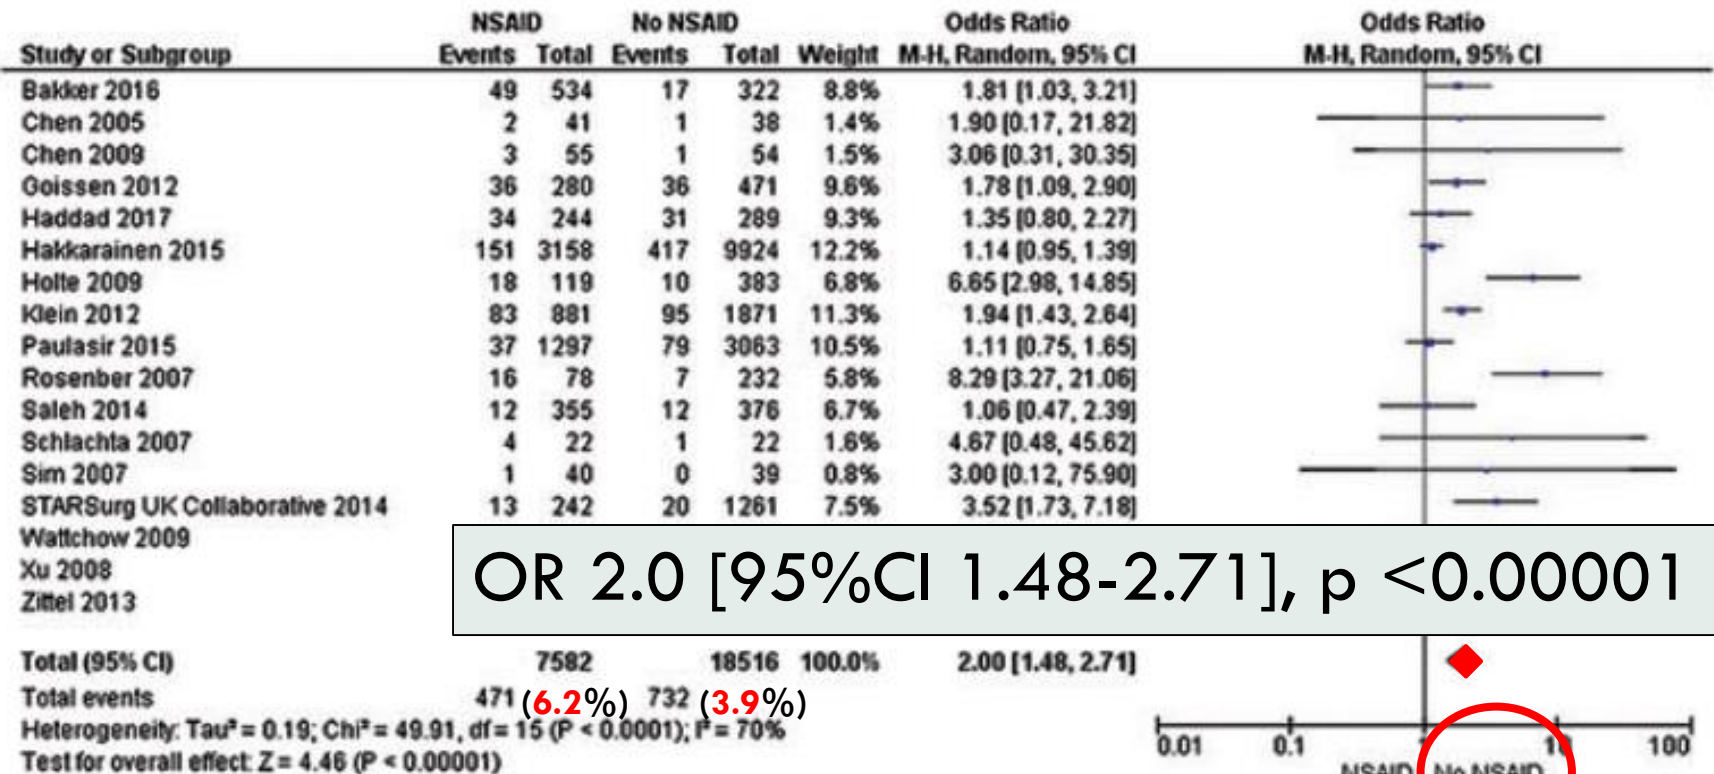 NSAID No NSAID Odds Ratio Odds Ratio
Study or Subgroup Events Total Events Total Weight M-H, Random, 95% CI M-H, Random, 95% CI
Bakker 2016 49 534 17 322 8.8% 1.81 [1.03, 3.21]
Chen 2005 2 41 1 38 1.4% 1.90 [0.17, 21.82]
Chen 2009 3 55 1 54 1.5% 3.06 [0.31, 30.35]
Goissen 2012 36 280 36 471 9.6% 1.78 [1.09, 2.90]
Haddad 2017 34 244 31 289 9.3% 1.35 [0.80, 2.27]
Hakkarainen 2015 151 3158 417 9924 12.2% 1.14 [0.95, 1.39]
Holte 2009 18 119 10 383 6.8% 6.65 [2.98, 14.85]
Klein 2012 83 881 95 1871 11.3% 1.94 [1.43, 2.64]
Paulasir 2015 37 1297 79 3063 10.5% 1.11 [0.75, 1.65]
Rosenber 2007 16 78 7 232 5.8% 8.29 [3.27, 21.06]
Saleh 2014 12 355 12 376 6.7% 1.06 [0.47, 2.39]
Schlachta 2007 4 22 1 22 1.6% 4.67 [0.48, 45.62]
Sim 2007 1 40 0 39 0.8% 3.00 [0.12, 75.90]
STARSurg UK Collaborative 2014 13 242 20 1261 7.5% 3.52 [1.73, 7.18]
Wattchow 2009
Xu 2008
Zittel 2013
OR 2.0 [95%CI 1.48-2.71], p <0.00001
Total (95% CI) 7582 18516 100.0% 2.00 [1.48, 2.71]
Total events 471 (6.2%) 732 (3.9%)
Heterogeneity: Tau² = 0.19; Chi² = 49.91, df = 15 (P < 0.0001); I² = 70%
Test for overall effect: Z = 4.46 (P < 0.00001)
0.01 0.1 1 10 100
NSAID No NSAID